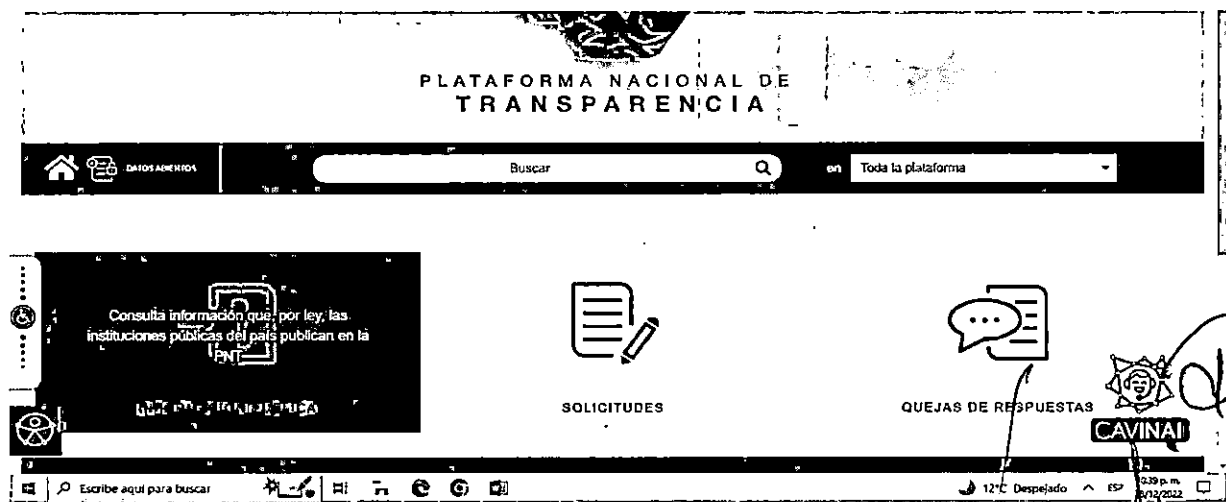 PLATAFORMA NACIONAL DE
TRANSPARENCIA
DATOS ABIERTOS
Buscar
en
Toda la plataforma
Consulta información que, por ley, las
instituciones públicas del país publican en la
PNT
SOLICITUDES
QUEJAS DE RESPUESTAS
CAVINAI
Escribe aquí para buscar
12°C Despejado
ESP